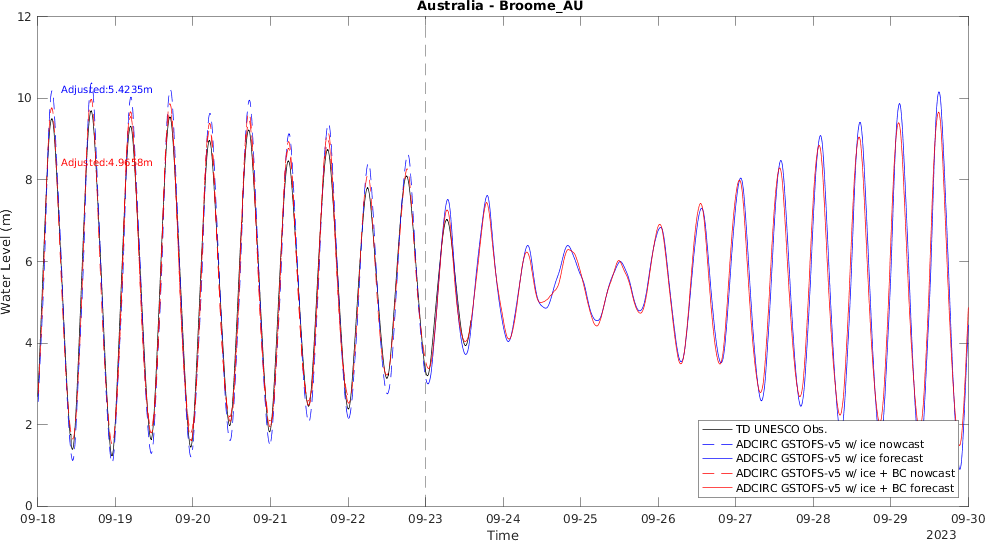 Australia - Broome_AU
12
10
8
6
4
2
0
Water Level (m)
Adjusted:5.4235m
Adjusted:4.9658m
TD UNESCO Obs.
ADCIRC GSTOFS-v5 w/ ice nowcast
ADCIRC GSTOFS-v5 w/ ice forecast
ADCIRC GSTOFS-v5 w/ ice + BC nowcast
ADCIRC GSTOFS-v5 w/ ice + BC forecast
09-18 09-19 09-20 09-21 09-22 09-23 09-24 09-25 09-26 09-27 09-28 09-29 09-30
Time
2023